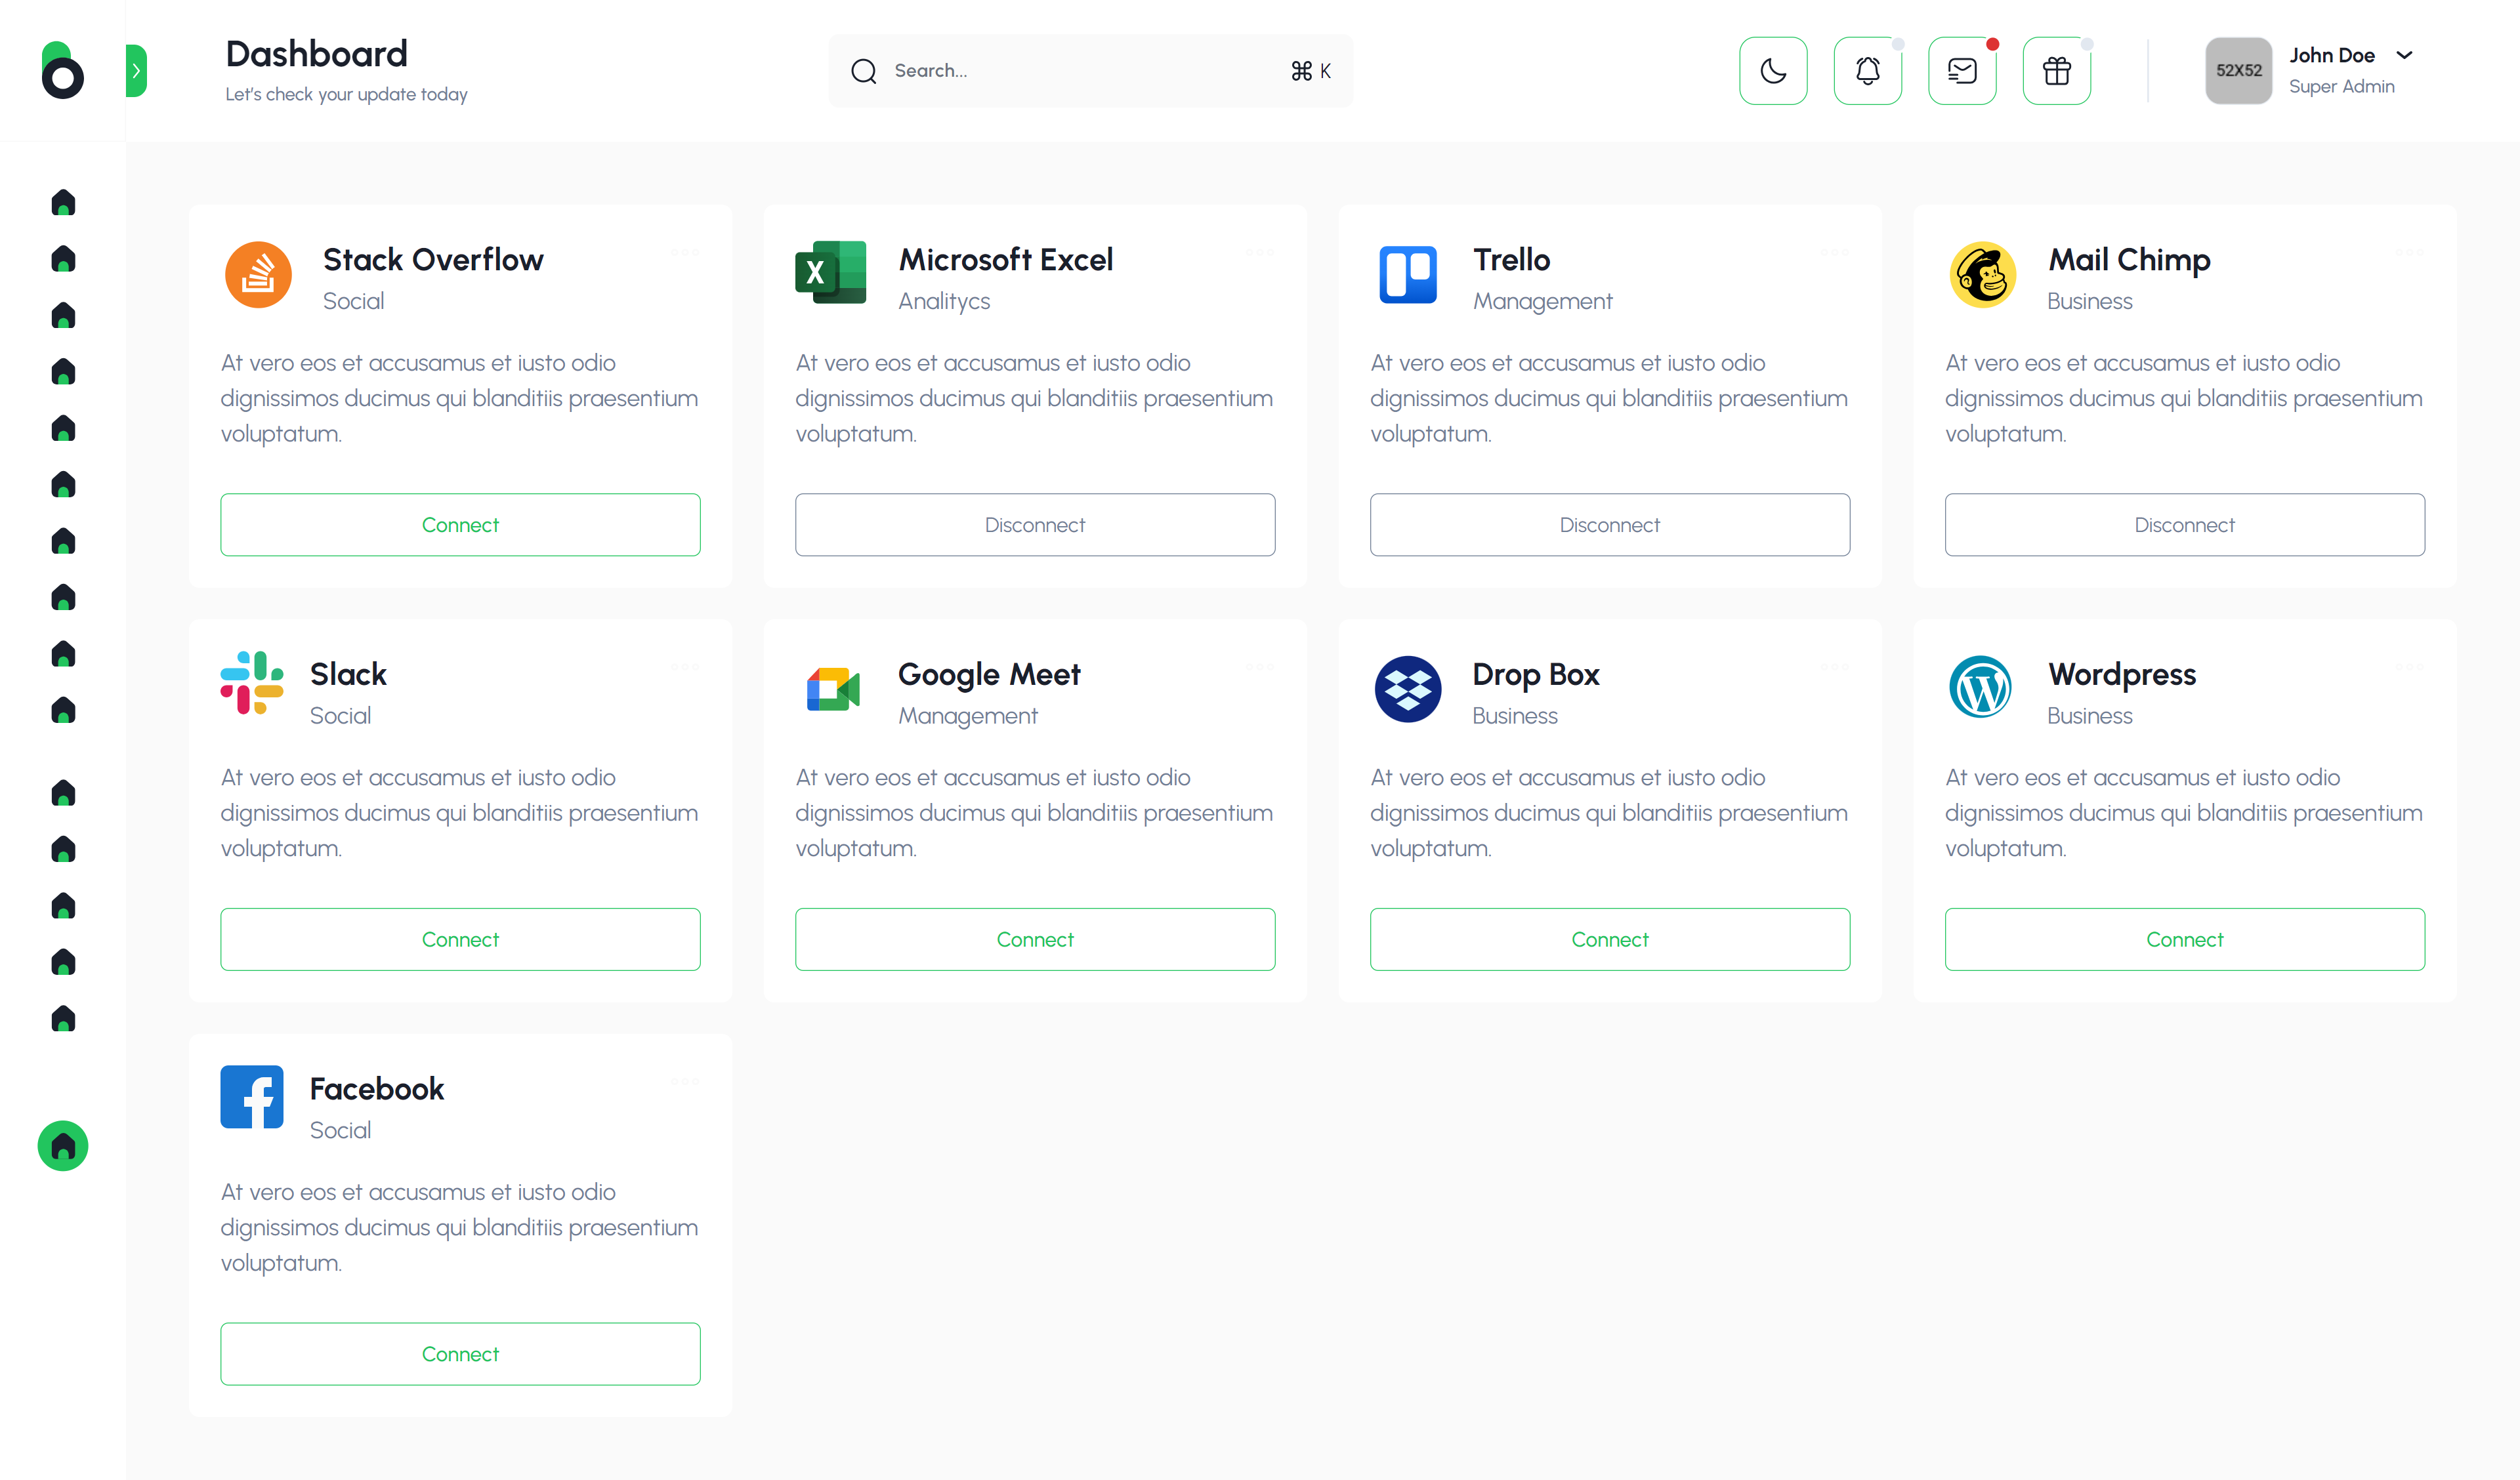 Dashboard
Let's check your update today
Search...
⌘ K
52X52
John Doe
Super Admin
Stack Overflow
Social
At vero eos et accusamus et iusto odio
dignissimos ducimus qui blanditiis praesentium
voluptatum.
Connect
Microsoft Excel
Analitycs
At vero eos et accusamus et iusto odio
dignissimos ducimus qui blanditiis praesentium
voluptatum.
Disconnect
Trello
Management
At vero eos et accusamus et iusto odio
dignissimos ducimus qui blanditiis praesentium
voluptatum.
Disconnect
Mail Chimp
Business
At vero eos et accusamus et iusto odio
dignissimos ducimus qui blanditiis praesentium
voluptatum.
Disconnect
Slack
Social
At vero eos et accusamus et iusto odio
dignissimos ducimus qui blanditiis praesentium
voluptatum.
Connect
Google Meet
Management
At vero eos et accusamus et iusto odio
dignissimos ducimus qui blanditiis praesentium
voluptatum.
Connect
Drop Box
Business
At vero eos et accusamus et iusto odio
dignissimos ducimus qui blanditiis praesentium
voluptatum.
Connect
Wordpress
Business
At vero eos et accusamus et iusto odio
dignissimos ducimus qui blanditiis praesentium
voluptatum.
Connect
Facebook
Social
At vero eos et accusamus et iusto odio
dignissimos ducimus qui blanditiis praesentium
voluptatum.
Connect